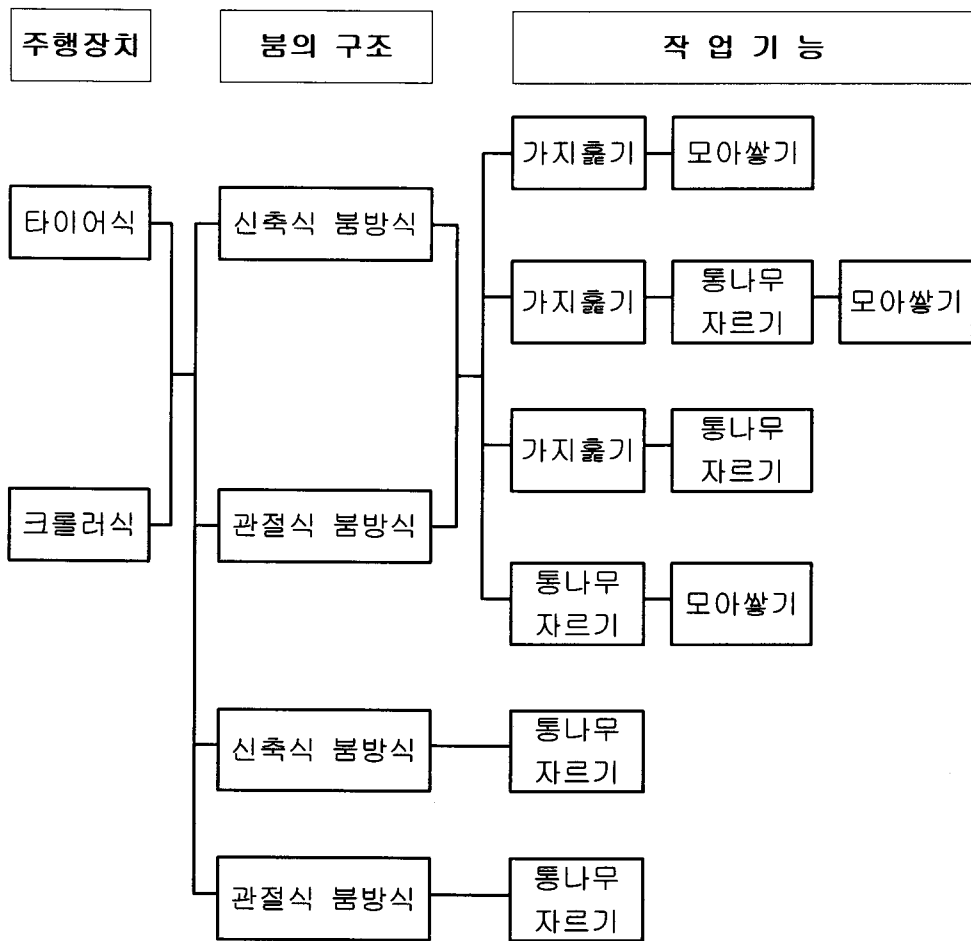 주행장치
붐의 구조
작 업 기 능
가지훑기
모아쌓기
타이어식
신축식 붐방식
가지훑기
통나무
자르기
모아쌓기
가지훑기
통나무
자르기
크롤러식
관절식 붐방식
통나무
자르기
모아쌓기
신축식 붐방식
통나무
자르기
관절식 붐방식
통나무
자르기